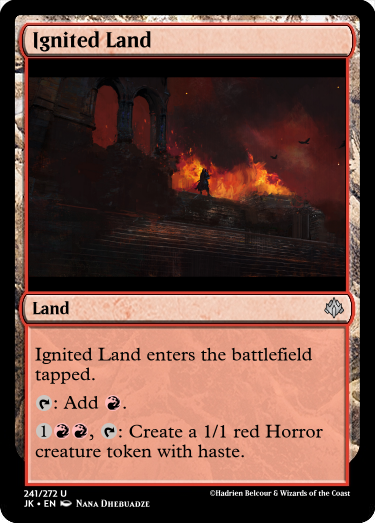 Ignited Land
Land
Ignited Land enters the battlefield
tapped.
: Add .
1, : Create a 1/1 red Horror
creature token with haste.
241/272 U
JK • EN Nana Dhebuadze
©Hadrien Belcour & Wizards of the Coast